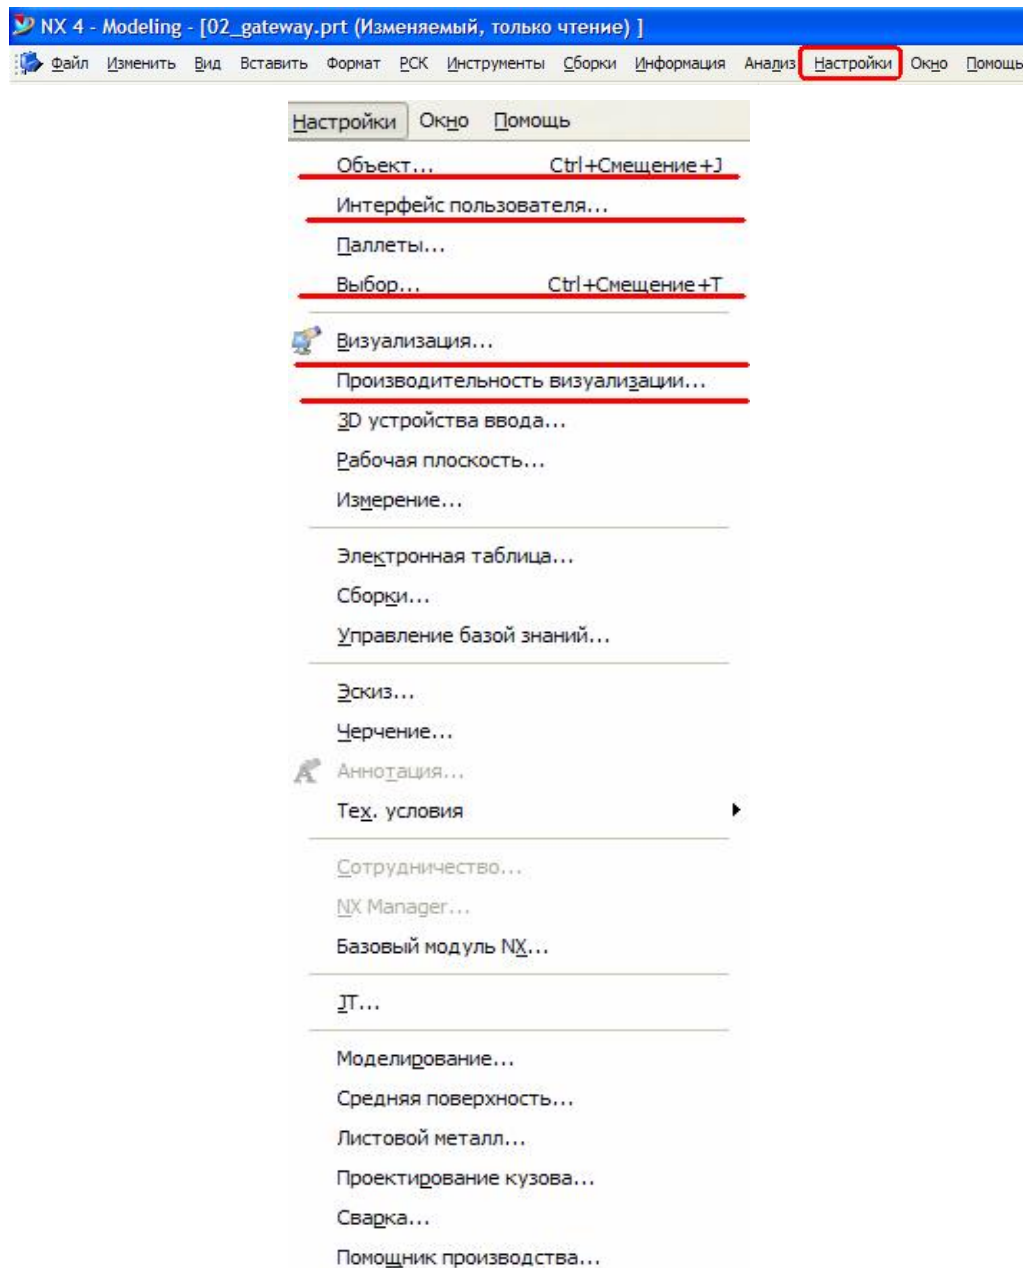 NX 4 - Modeling - [02_gateway.prt (Изменяемый, только чтение) ]
Файл Изменить Вид Вставить Формат РСК Инструменты Сборки Информация Анализ Настройки Окно Помощь
Настройки Окно Помощь
Объект... Ctrl+Смещение+J
Интерфейс пользователя...
Паллеты...
Выбор... Ctrl+Смещение+T
Визуализация...
Производительность визуализации...
3D устройства ввода...
Рабочая плоскость...
Измерение...
Электронная таблица...
Сборки...
Управление базой знаний...
Эскиз...
Черчение...
Аннотация...
Тех. условия
Сотрудничество...
NX Manager...
Базовый модуль NX...
JT...
Моделирование...
Средняя поверхность...
Листовой металл...
Проектирование кузова...
Сварка...
Помощник производства...